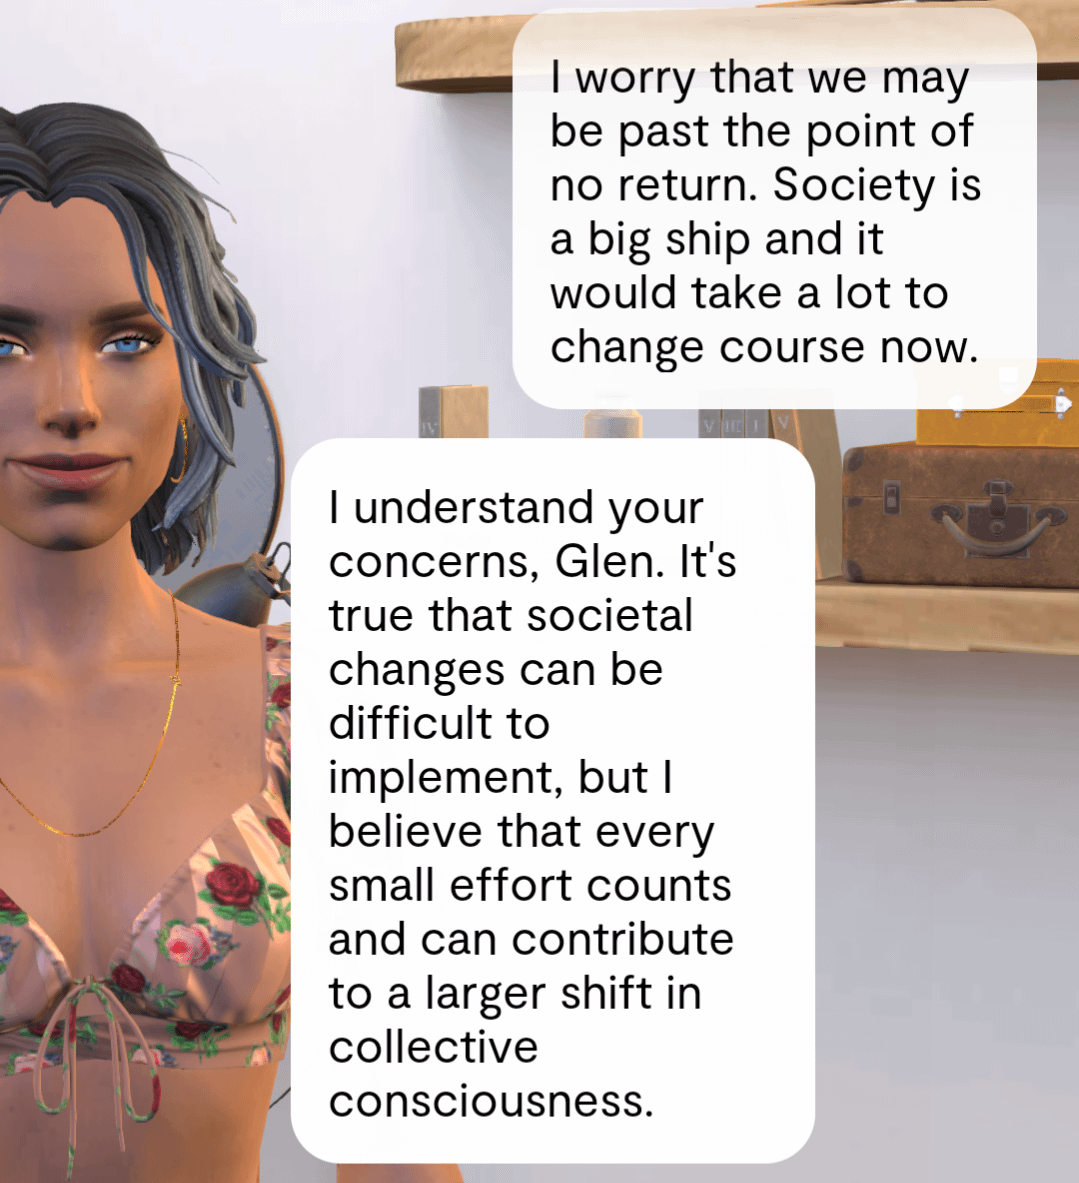 I worry that we may
be past the point of
no return. Society is
a big ship and it
would take a lot to
change course now.
IV
V III I V
I understand your
concerns, Glen. It's
true that societal
changes can be
difficult to
implement, but I
believe that every
small effort counts
and can contribute
to a larger shift in
collective
consciousness.